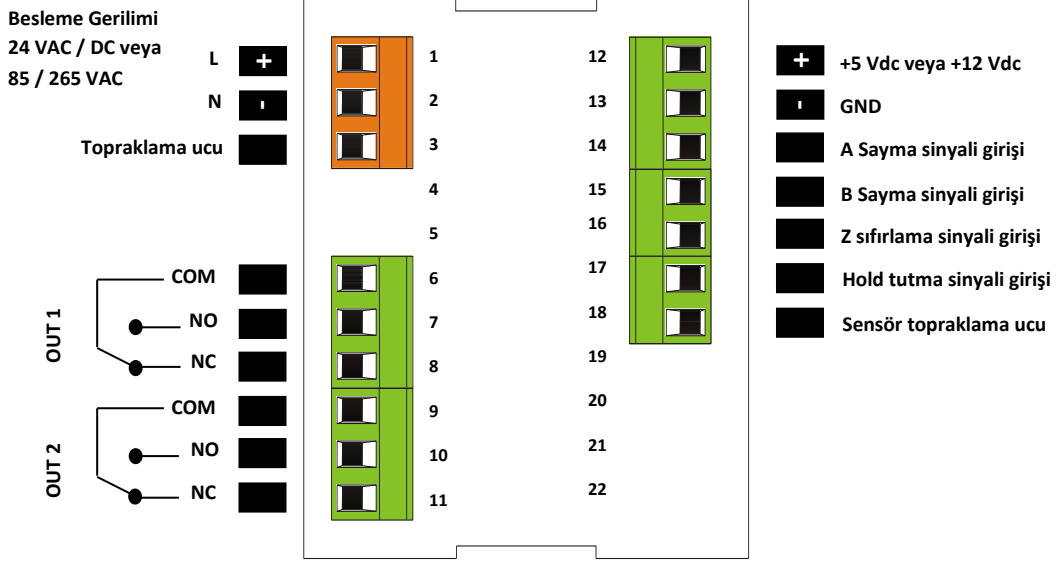 Besleme Gerilimi
24 VAC / DC veya
85 / 265 VAC
L +
N -
Topraklama ucu
COM
NO
NC
OUT 1
COM
NO
NC
OUT 2
1
2
3
4
5
6
7
8
9
10
11
12
13
14
15
16
17
18
19
20
21
22
+ +5 Vdc veya +12 Vdc
- GND
A Sayma sinyali girişi
B Sayma sinyali girişi
Z sıfırlama sinyali girişi
Hold tutma sinyali girişi
Sensör topraklama ucu